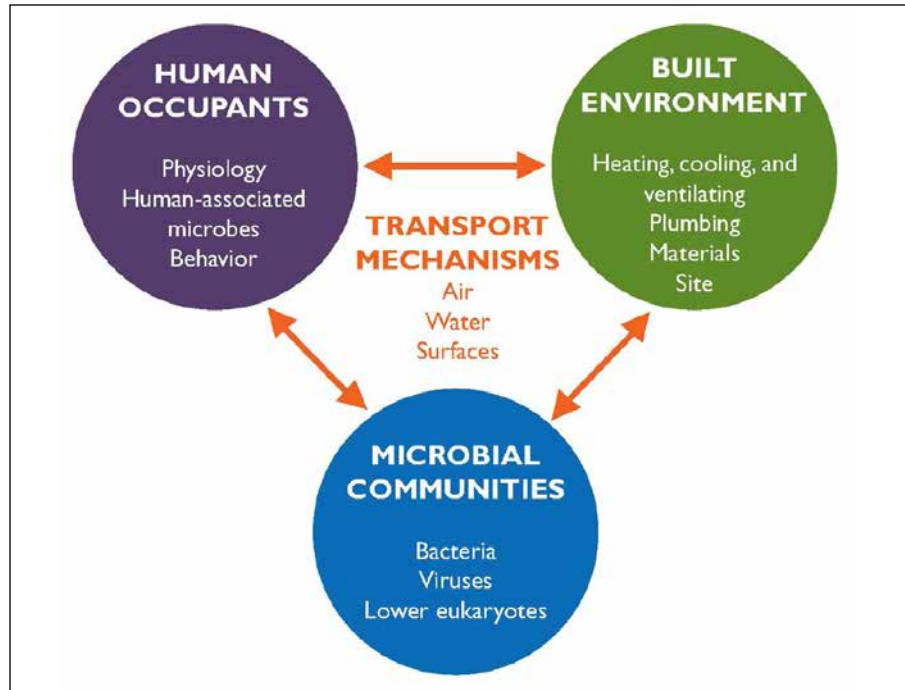 HUMAN
OCCUPANTS
Physiology
Human-associated
microbes
Behavior
BUILT
ENVIRONMENT
Heating, cooling, and
ventilating
Plumbing
Materials
Site
TRANSPORT
MECHANISMS
Air
Water
Surfaces
MICROBIAL
COMMUNITIES
Bacteria
Viruses
Lower eukaryotes